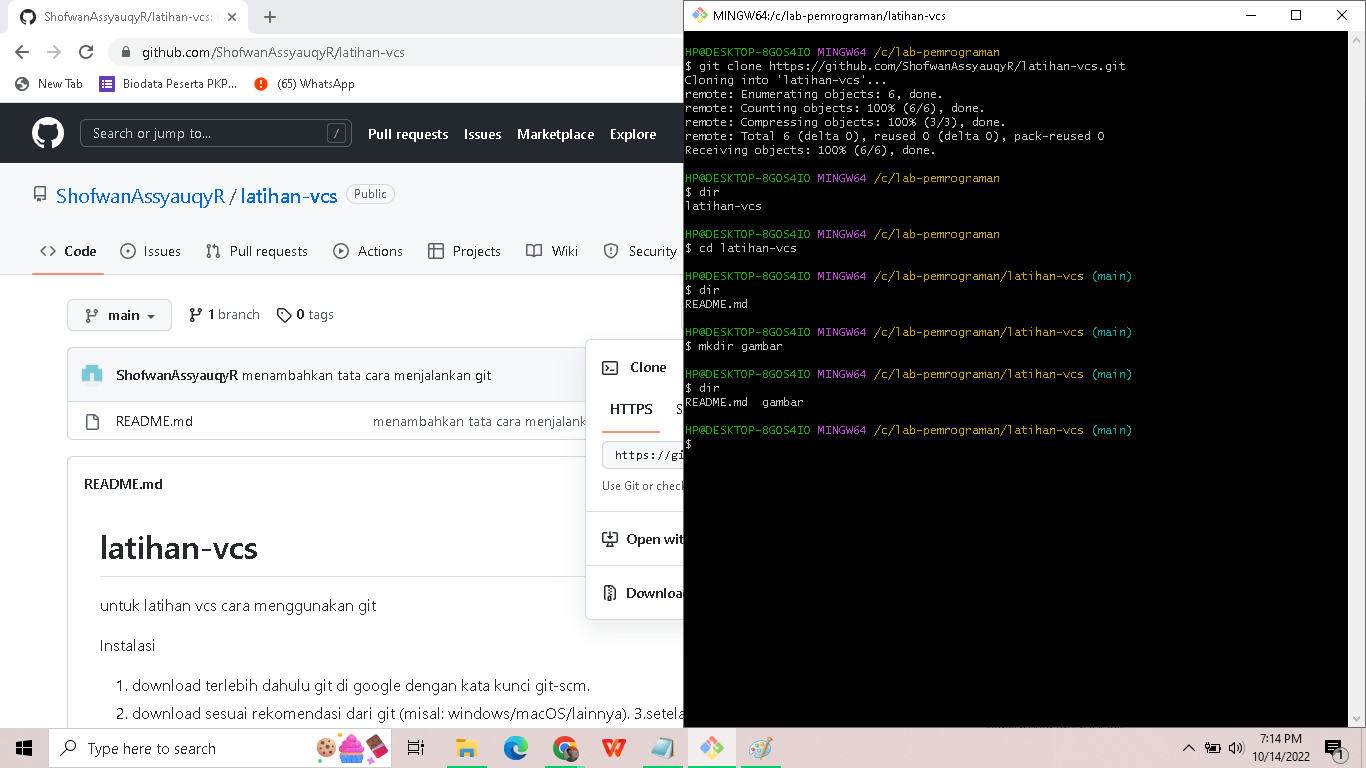 ShofwanAssyauqyR/latihan-vcs:
github.com/ShofwanAssyauqyR/latihan-vcs
New Tab
Biodata Peserta PKP...
(65) WhatsApp
Search or jump to...
/
Pull requests
Issues
Marketplace
Explore
ShofwanAssyauqyR / latihan-vcs
Public
Code
Issues
Pull requests
Actions
Projects
Wiki
Security
main
1 branch
0 tags
ShofwanAssyauqyR menambahkan tata cara menjalankan git
README.md
menambahkan tata cara menjalank
Clone
HTTPS
S
https://gi
Use Git or check
Open wit
Downloa
README.md
latihan-vcs
untuk latihan vcs cara menggunakan git
Instalasi
1. download terlebih dahulu git di google dengan kata kunci git-scm.
2. download sesuai rekomendasi dari git (misal: windows/macOS/lainnya). 3.setela
MINGW64:/c/lab-pemrograman/latihan-vcs
HP@DESKTOP-8GOS4IO MINGW64 /c/lab-pemrograman
$ git clone https://github.com/ShofwanAssyauqyR/latihan-vcs.git
Cloning into 'latihan-vcs'...
remote: Enumerating objects: 6, done.
remote: Counting objects: 100% (6/6), done.
remote: Compressing objects: 100% (3/3), done.
remote: Total 6 (delta 0), reused 0 (delta 0), pack-reused 0
Receiving objects: 100% (6/6), done.
HP@DESKTOP-8GOS4IO MINGW64 /c/lab-pemrograman
$ dir
latihan-vcs
HP@DESKTOP-8GOS4IO MINGW64 /c/lab-pemrograman
$ cd latihan-vcs
HP@DESKTOP-8GOS4IO MINGW64 /c/lab-pemrograman/latihan-vcs (main)
$ dir
README.md
HP@DESKTOP-8GOS4IO MINGW64 /c/lab-pemrograman/latihan-vcs (main)
$ mkdir gambar
HP@DESKTOP-8GOS4IO MINGW64 /c/lab-pemrograman/latihan-vcs (main)
$ dir
README.md  gambar
HP@DESKTOP-8GOS4IO MINGW64 /c/lab-pemrograman/latihan-vcs (main)
$
Type here to search
7:14 PM
10/14/2022
1